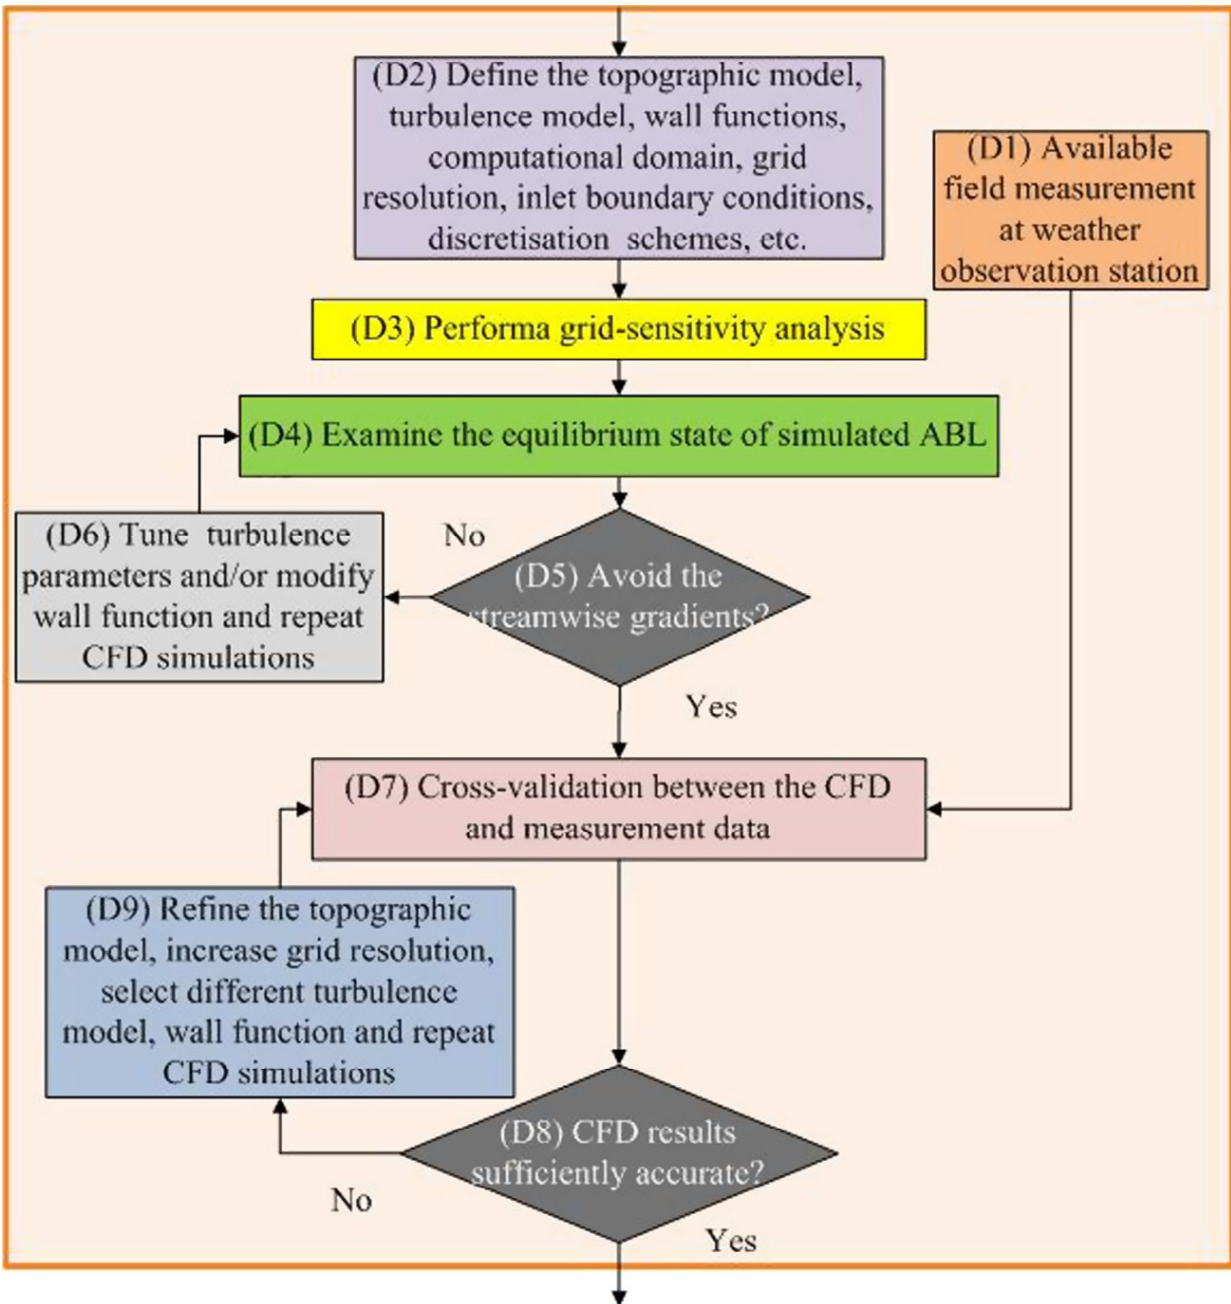 (D2) Define the topographic model,
turbulence model, wall functions,
computational domain, grid
resolution, inlet boundary conditions,
discretisation schemes, etc.
(D1) Available
field measurement
at weather
observation station
(D3) Performa grid-sensitivity analysis
(D4) Examine the equilibrium state of simulated ABL
No
(D5) Avoid the
streamwise gradients?
(D6) Tune turbulence
parameters and/or modify
wall function and repeat
CFD simulations
Yes
(D7) Cross-validation between the CFD
and measurement data
(D9) Refine the topographic
model, increase grid resolution,
select different turbulence
model, wall function and repeat
CFD simulations
(D8) CFD results
sufficiently accurate?
No
Yes